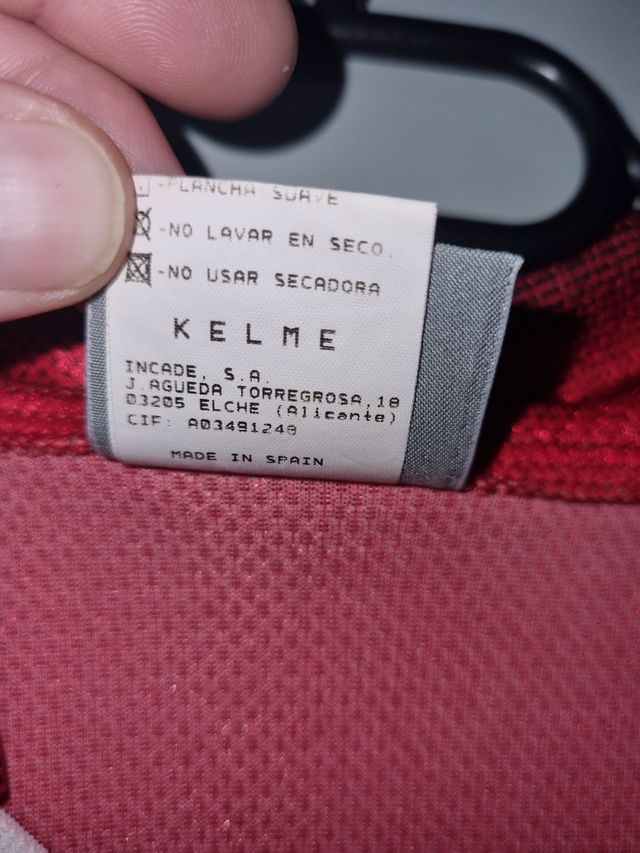 -PLANCHA SUAVE
-NO LAVAR EN SECO.
-NO USAR SECADORA
KELME
INCADE, S.A.
J.AGUEDA TORREGROSA,18
03205 ELCHE (Alicante)
CIF: A03491248
MADE IN SPAIN